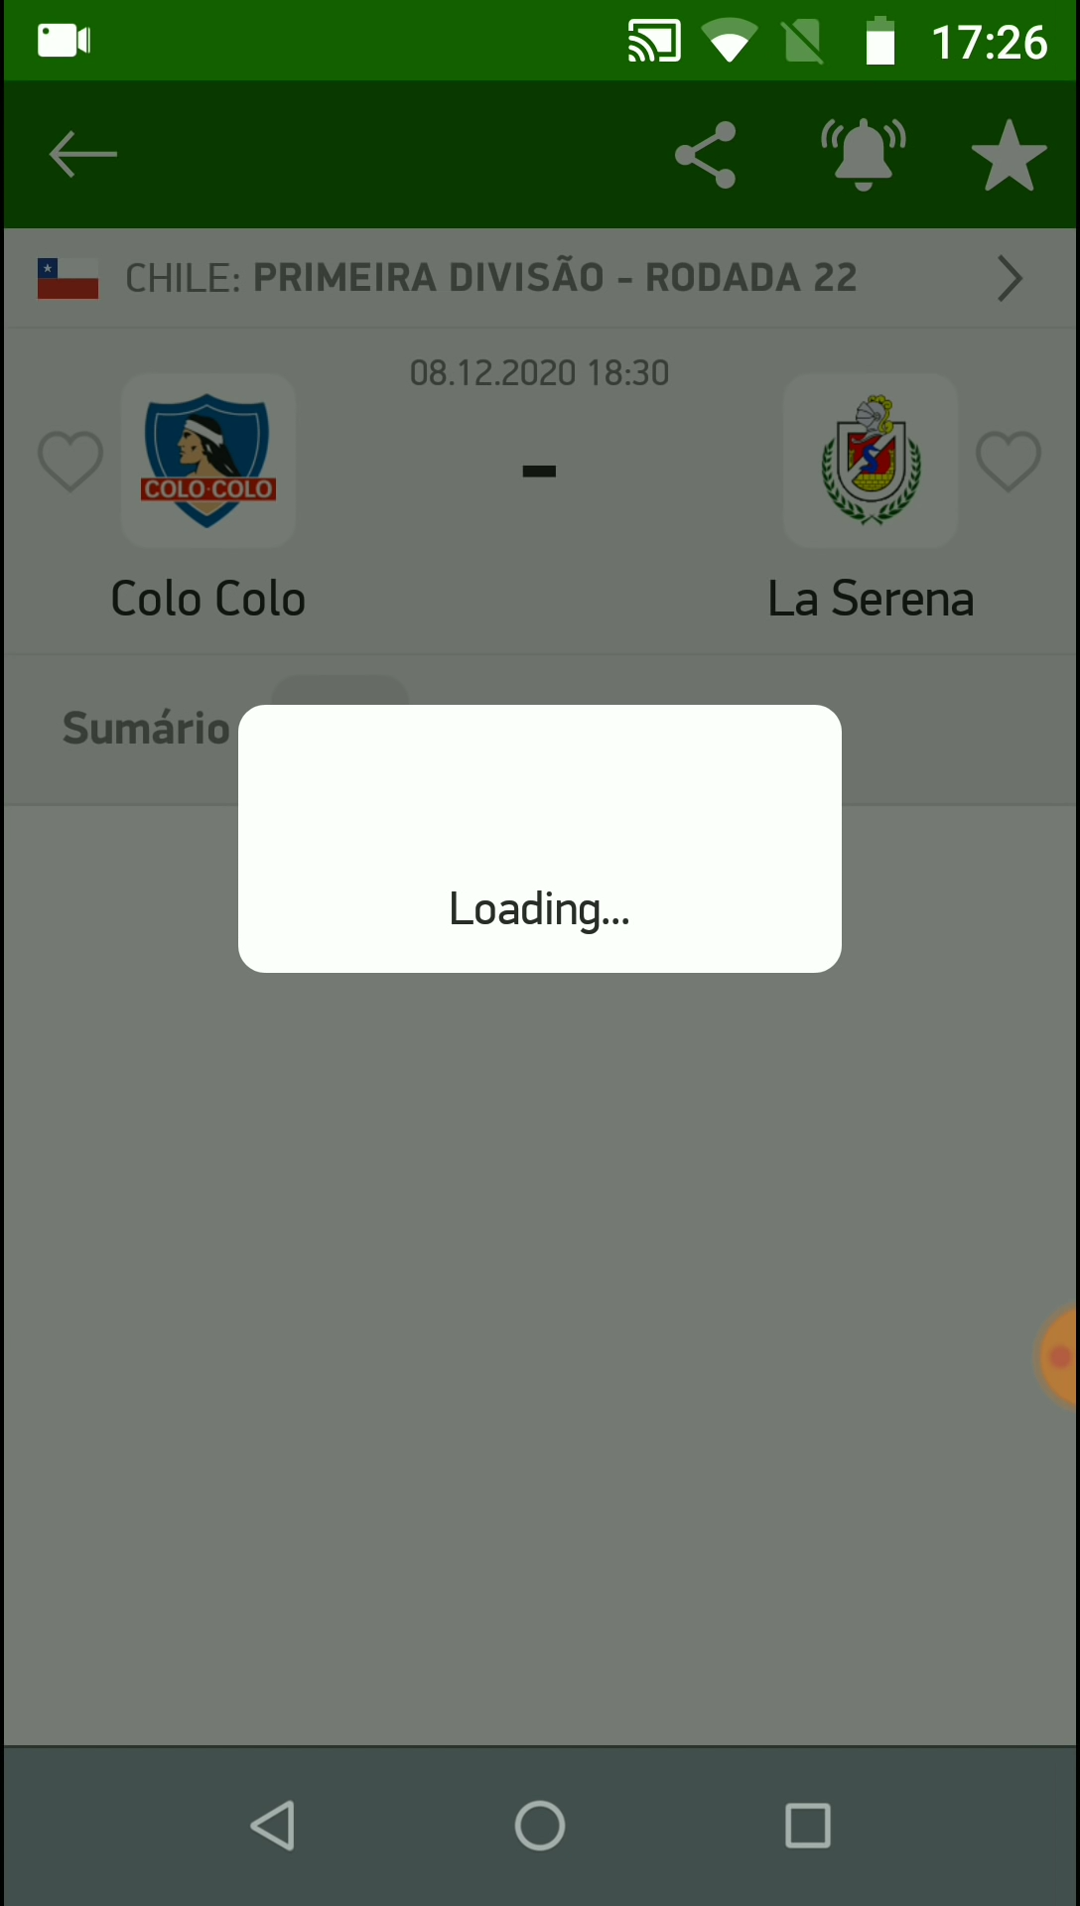 17:26
CHILE: PRIMEIRA DIVISÃO - RODADA 22
08.12.2020 18:30
COLO·COLO
-
Colo Colo
La Serena
Sumário
Loading...